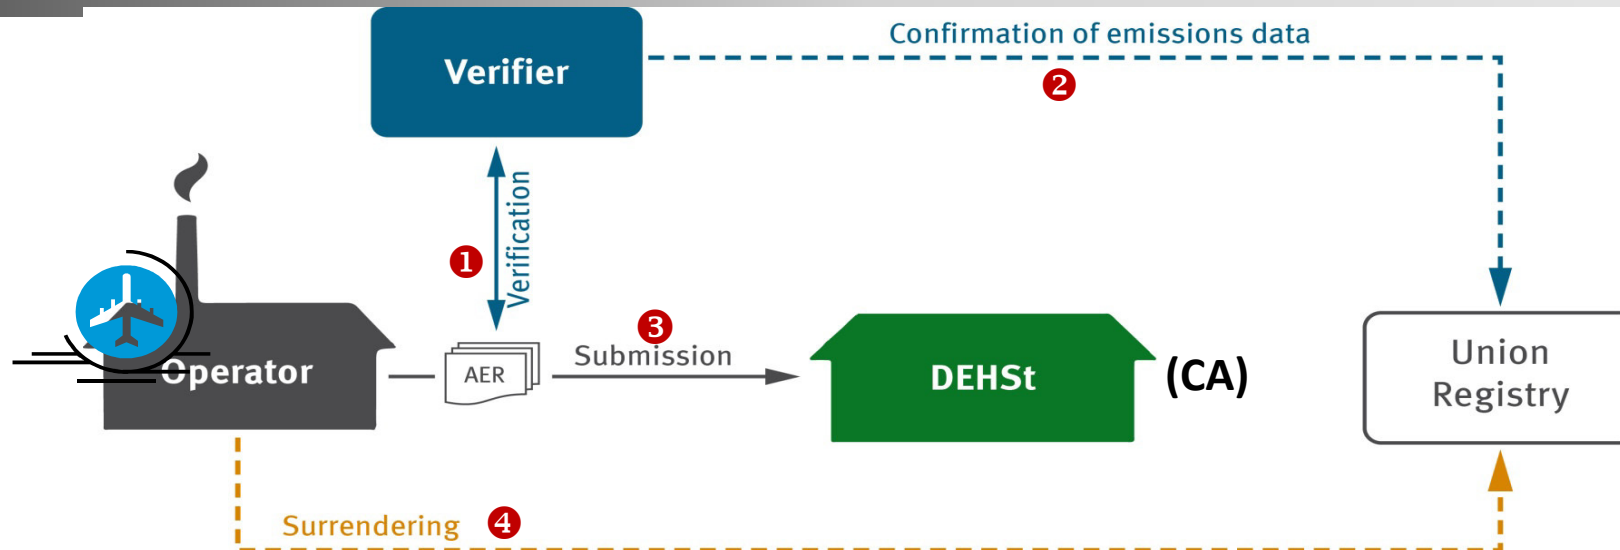 Confirmation of emissions data
Verifier
2
Verification
1
3
Submission
Operator
AER
DEHSt
(CA)
Union
Registry
Surrendering 4